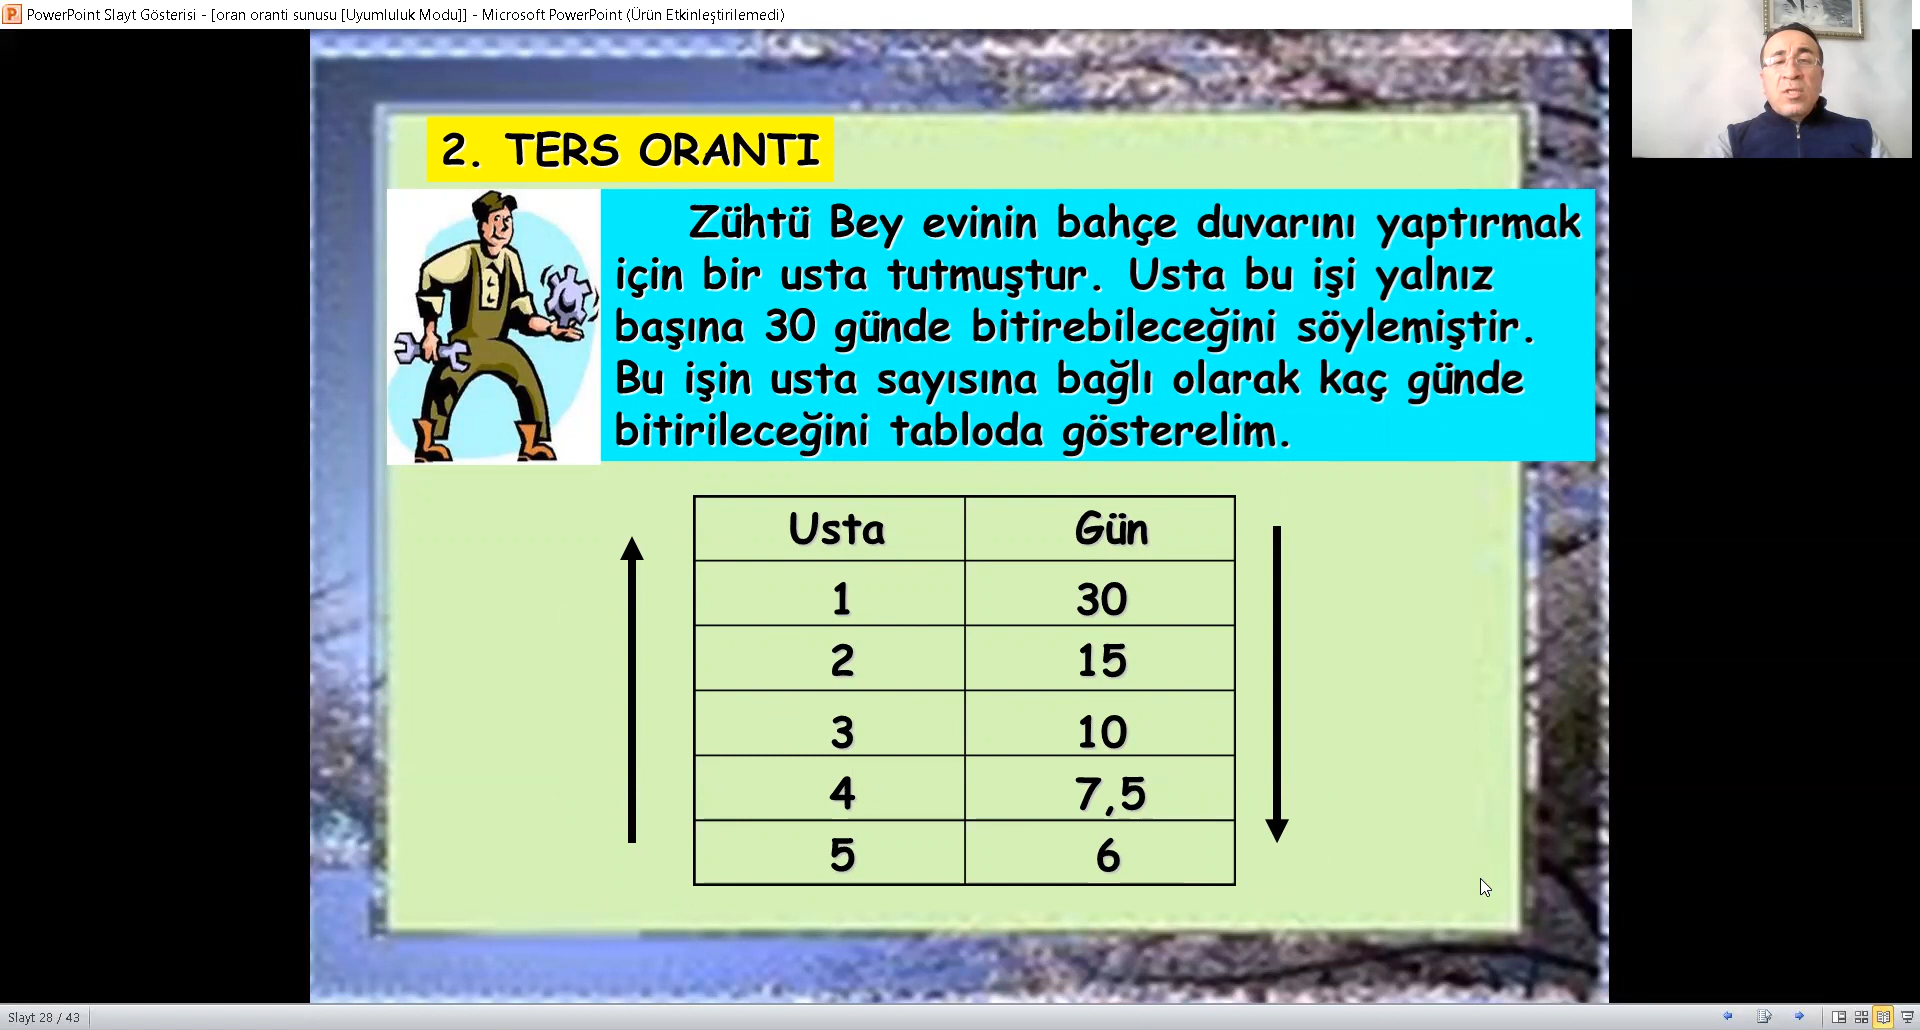 PowerPoint Slayt Gösterisi - [oran oranti sunusu [Uyumluluk Modu]] - Microsoft PowerPoint (Ürün Etkinleştirilemedi)
2. TERS ORANTI
Zühtü Bey evinin bahçe duvarını yaptırmak
için bir usta tutmuştur. Usta bu işi yalnız
başına 30 günde bitirebileceğini söylemiştir.
Bu işin usta sayısına bağlı olarak kaç günde
bitirileceğini tabloda gösterelim.
Usta Gün
1 30
2 15
3 10
4 7,5
5 6
Slayt 28 / 43